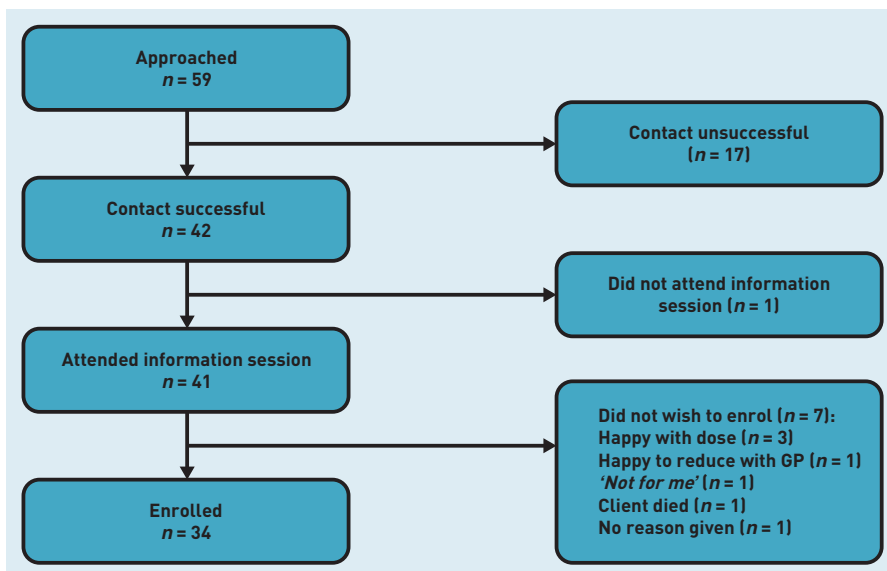 Approached
n = 59
Contact unsuccessful
(n = 17)
Contact successful
n = 42
Did not attend information
session (n = 1)
Attended information session
n = 41
Did not wish to enrol (n = 7):
Happy with dose (n = 3)
Happy to reduce with GP (n = 1)
‘Not for me’ (n = 1)
Client died (n = 1)
No reason given (n = 1)
Enrolled
n = 34